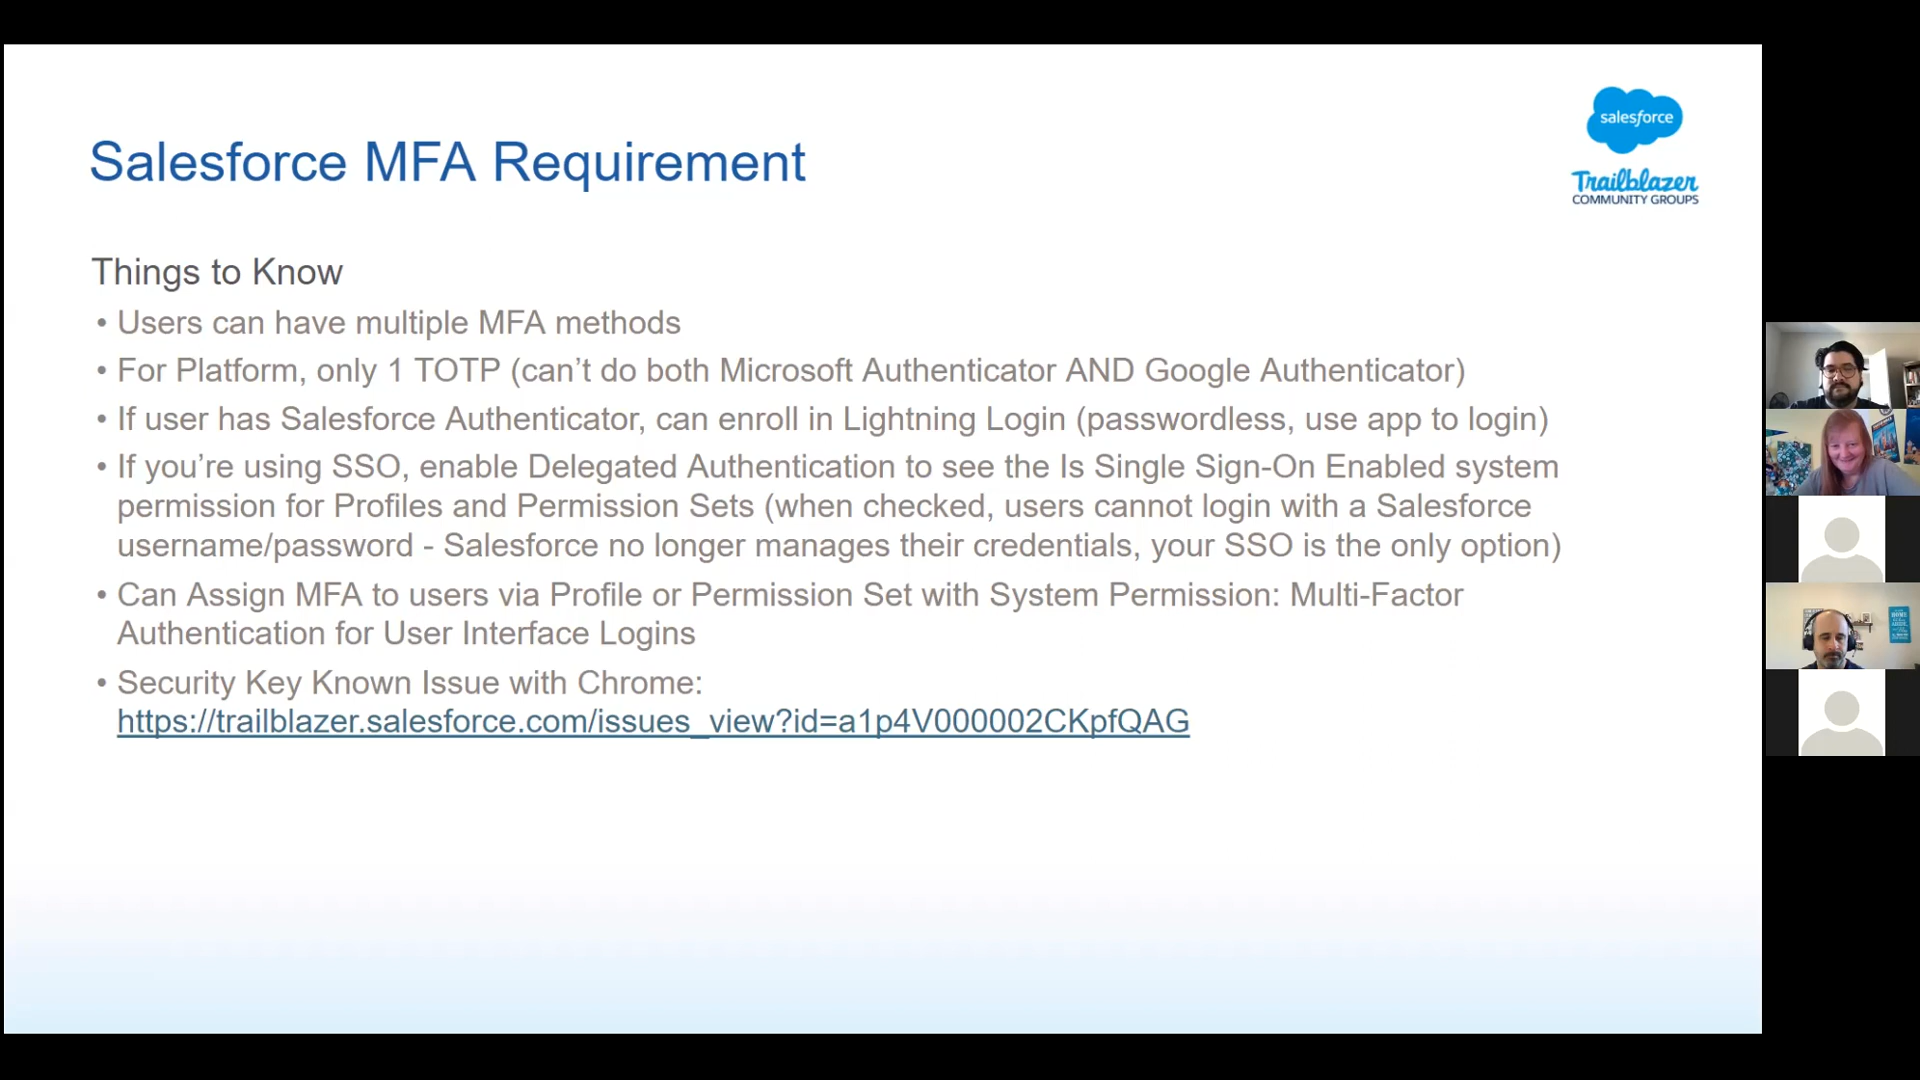 salesforce
Trailblazer
COMMUNITY GROUPS
Salesforce MFA Requirement
Things to Know
• Users can have multiple MFA methods
• For Platform, only 1 TOTP (can’t do both Microsoft Authenticator AND Google Authenticator)
• If user has Salesforce Authenticator, can enroll in Lightning Login (passwordless, use app to login)
• If you’re using SSO, enable Delegated Authentication to see the Is Single Sign-On Enabled system
permission for Profiles and Permission Sets (when checked, users cannot login with a Salesforce
username/password - Salesforce no longer manages their credentials, your SSO is the only option)
• Can Assign MFA to users via Profile or Permission Set with System Permission: Multi-Factor
Authentication for User Interface Logins
• Security Key Known Issue with Chrome:
https://trailblazer.salesforce.com/issues_view?id=a1p4V000002CKpfQAG